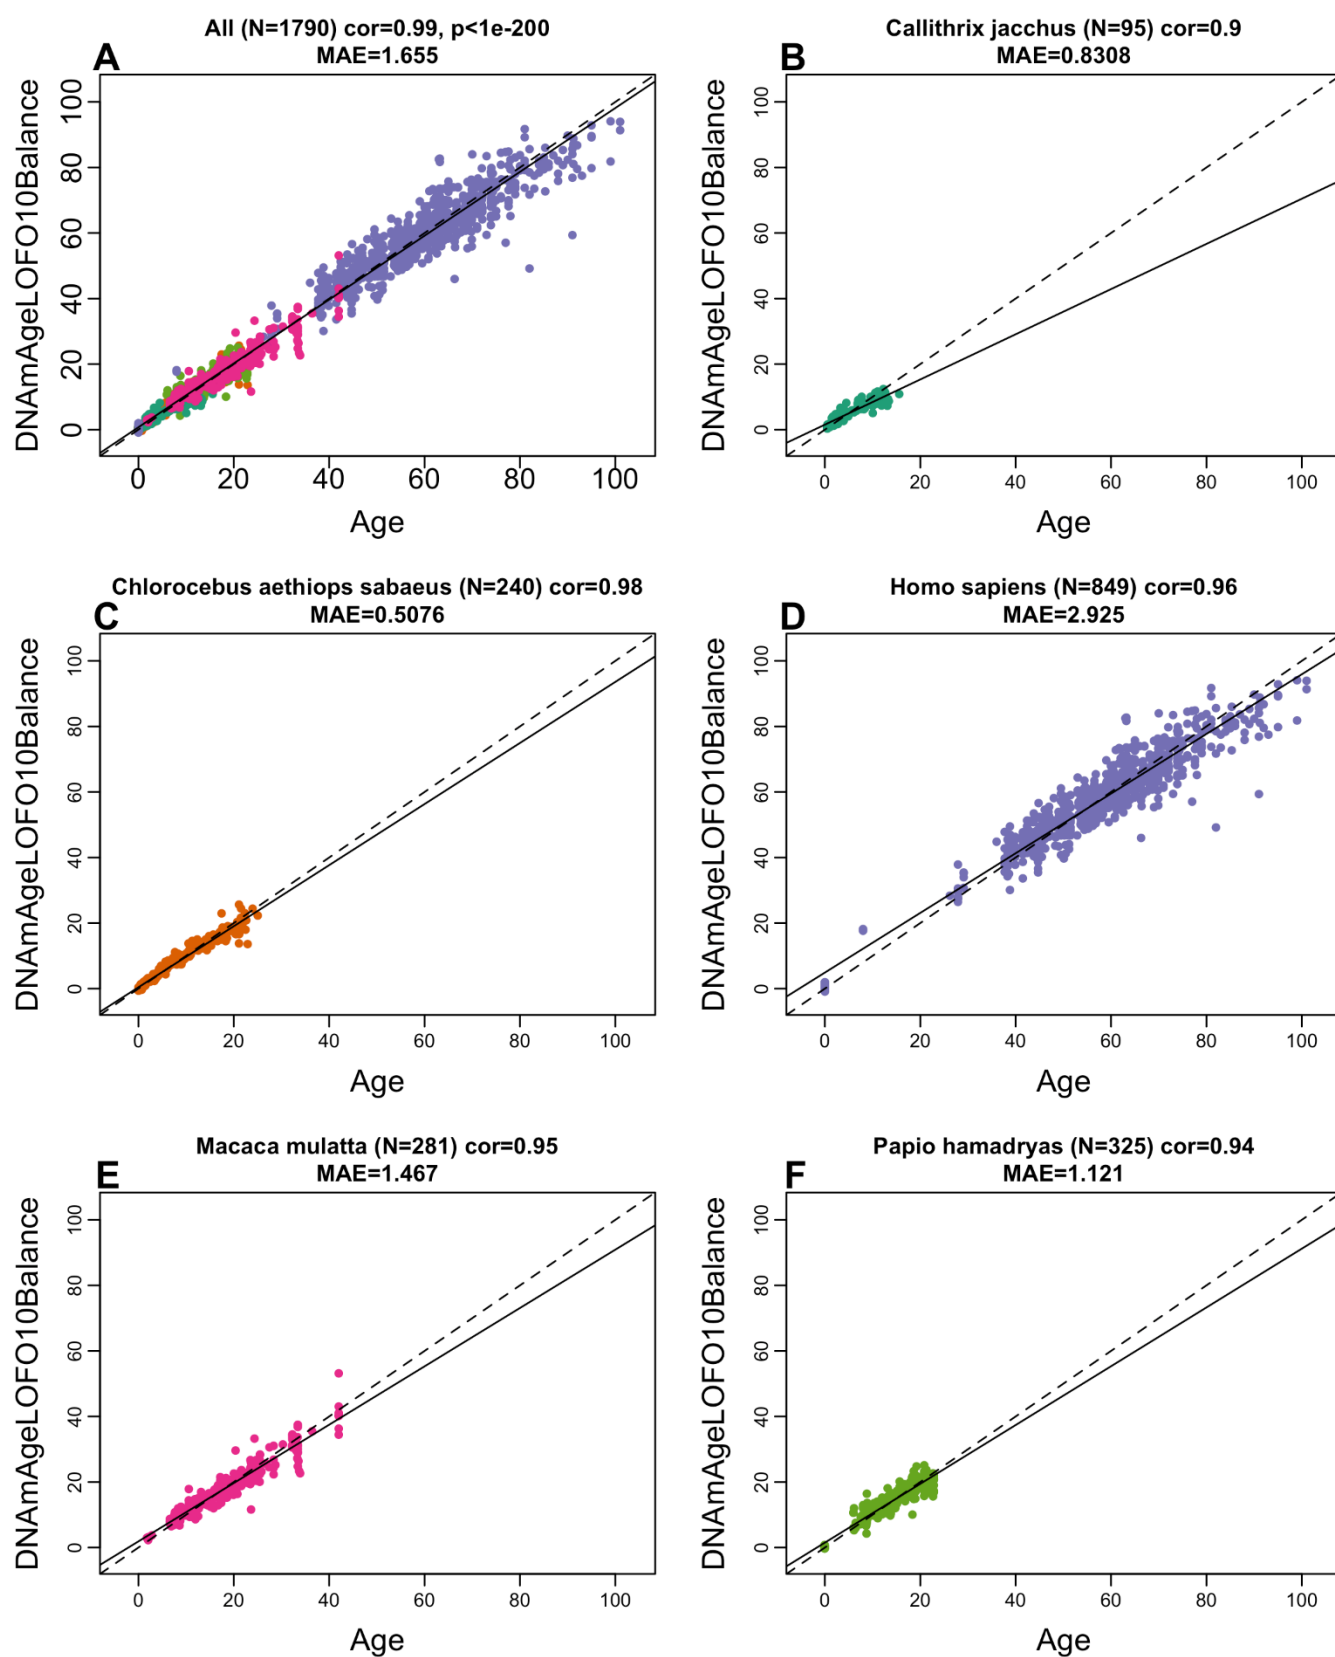 All (N=1790) cor=0.99, p<1e-200
MAE=1.655
A
DNAmAgeLOFO10Balance
0 20 40 60 80 100
0 20 40 60 80 100
Age
Callithrix jacchus (N=95) cor=0.9
MAE=0.8308
B
DNAmAgeLOFO10Balance
0 20 40 60 80 100
0 20 40 60 80 100
Age
Chlorocebus aethiops sabaeus (N=240) cor=0.98
MAE=0.5076
C
DNAmAgeLOFO10Balance
0 20 40 60 80 100
0 20 40 60 80 100
Age
Homo sapiens (N=849) cor=0.96
MAE=2.925
D
DNAmAgeLOFO10Balance
0 20 40 60 80 100
0 20 40 60 80 100
Age
Macaca mulatta (N=281) cor=0.95
MAE=1.467
E
DNAmAgeLOFO10Balance
0 20 40 60 80 100
0 20 40 60 80 100
Age
Papio hamadryas (N=325) cor=0.94
MAE=1.121
F
DNAmAgeLOFO10Balance
0 20 40 60 80 100
0 20 40 60 80 100
Age